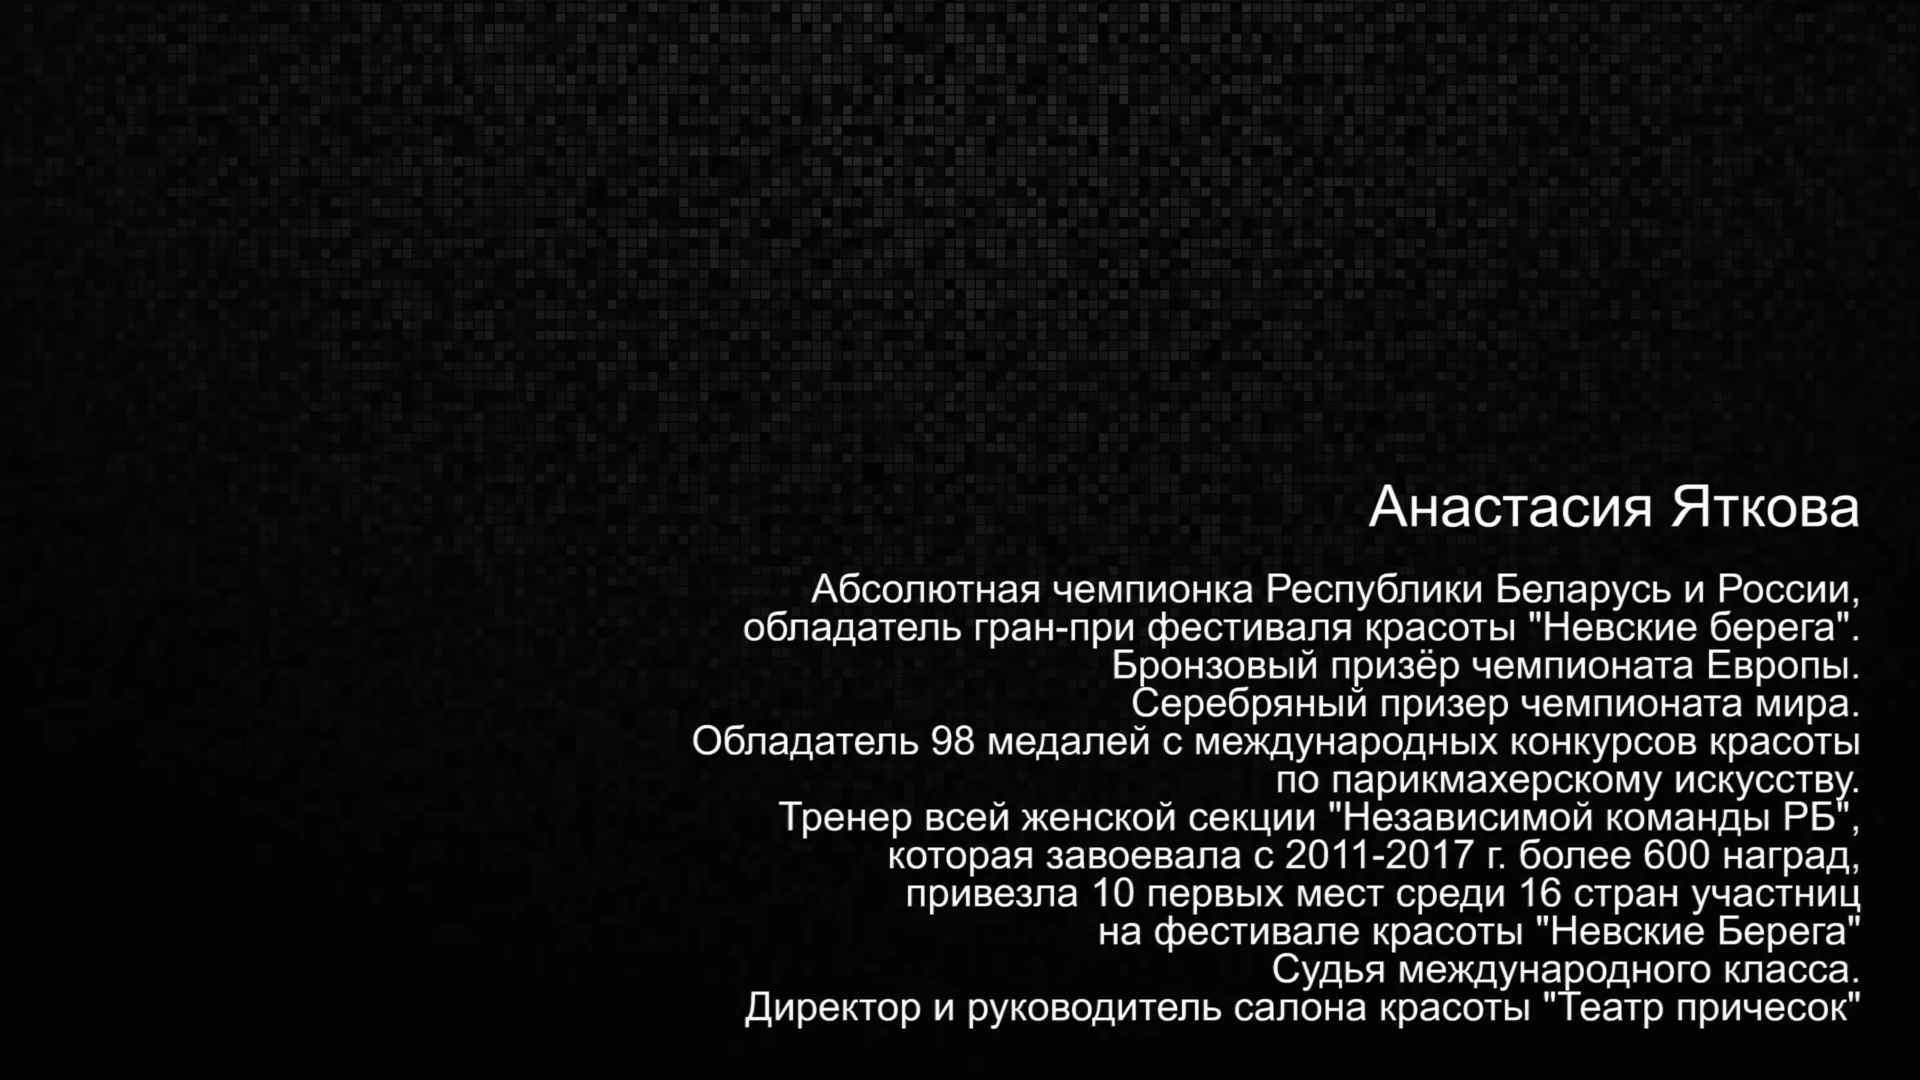 Анастасия Яткова
Абсолютная чемпионка Республики Беларусь и России,
обладатель гран-при фестиваля красоты "Невские берега".
Бронзовый призёр чемпионата Европы.
Серебряный призер чемпионата мира.
Обладатель 98 медалей с международных конкурсов красоты
по парикмахерскому искусству.
Тренер всей женской секции "Независимой команды РБ",
которая завоевала с 2011-2017 г. более 600 наград,
привезла 10 первых мест среди 16 стран участниц
на фестивале красоты "Невские Берега"
Судья международного класса.
Директор и руководитель салона красоты "Театр причесок"